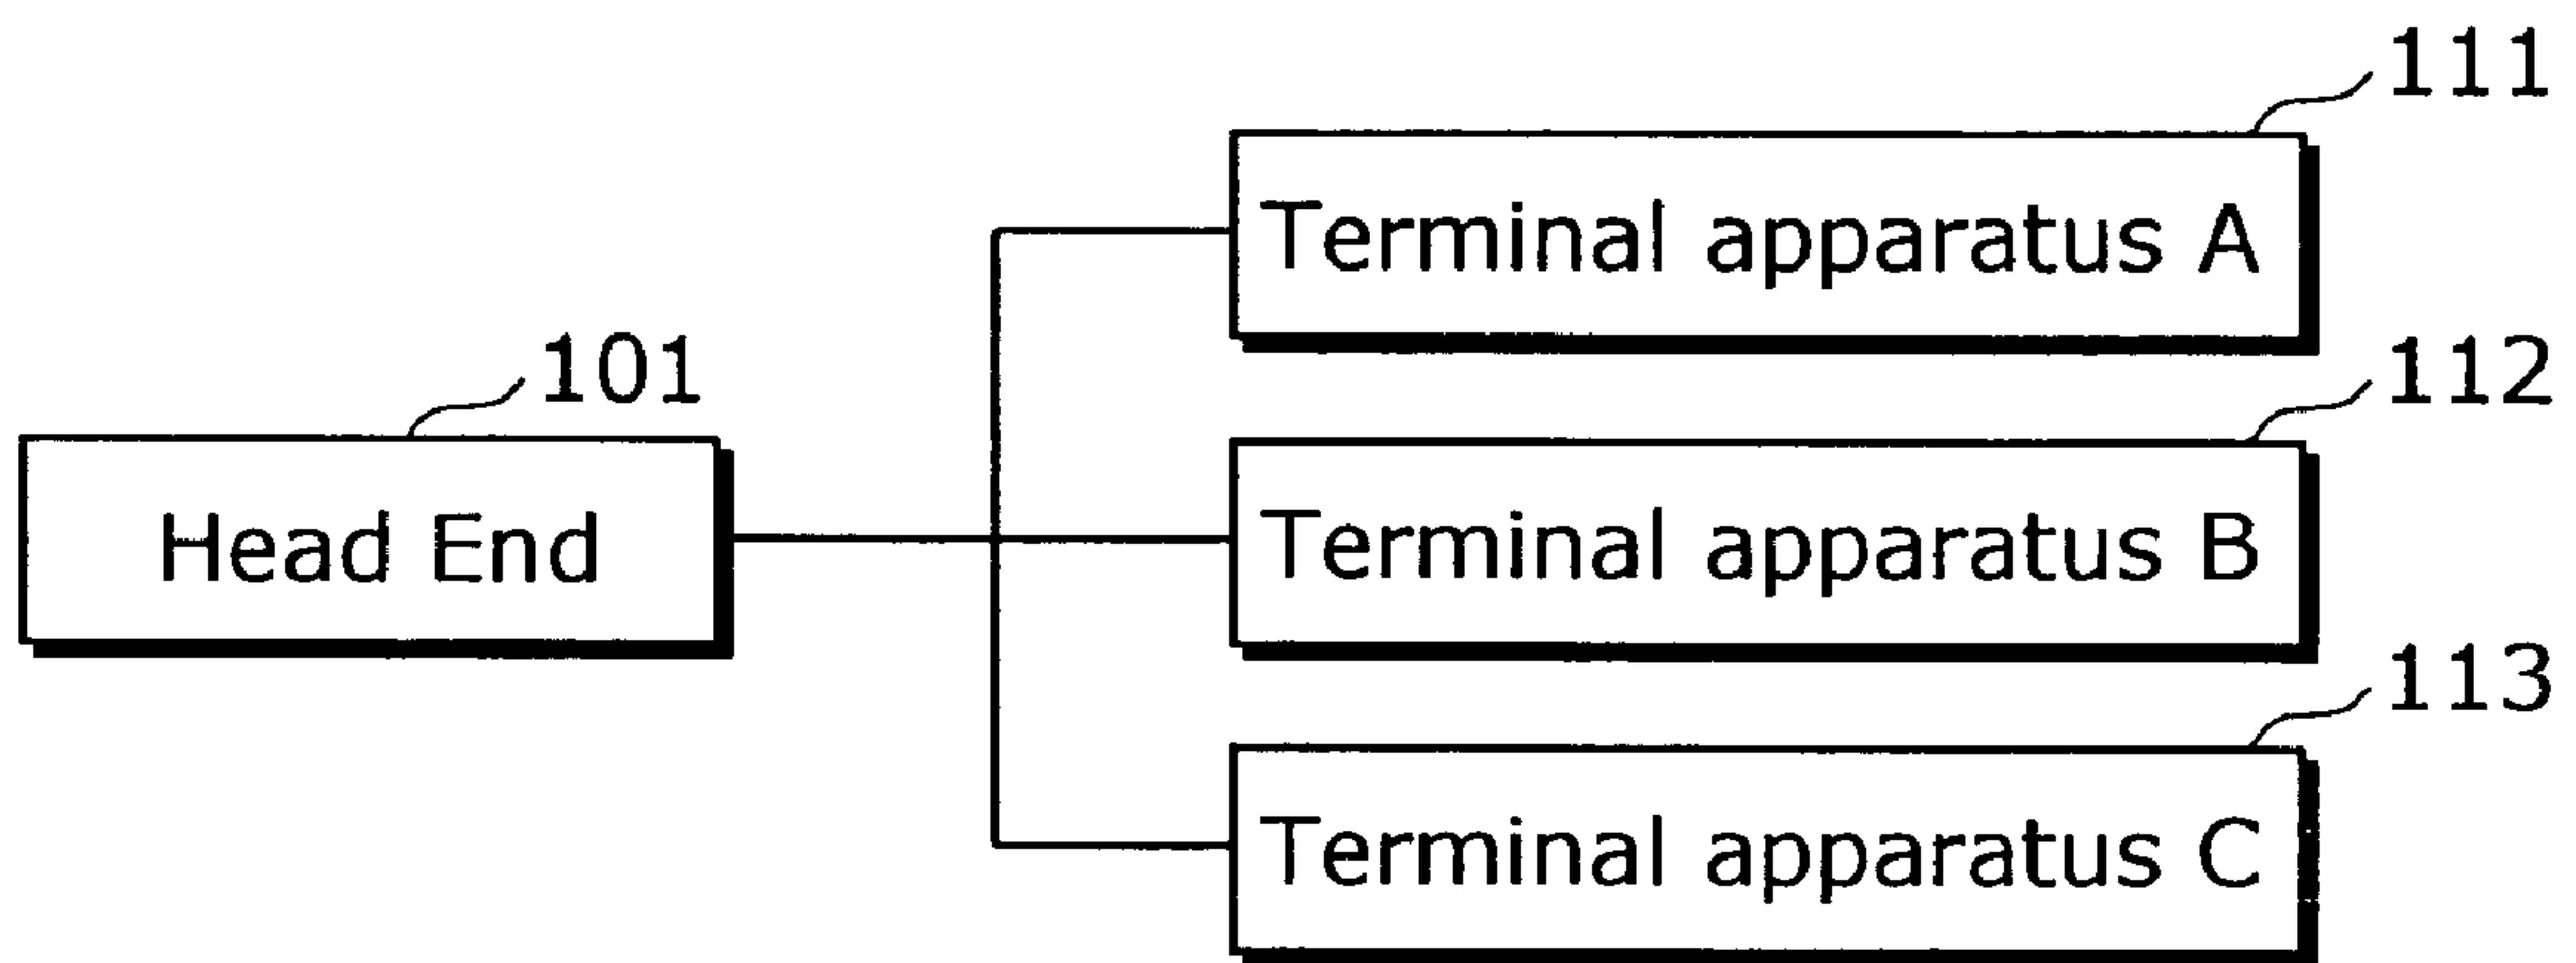 111
Terminal apparatus A
101
Head End
112
Terminal apparatus B
113
Terminal apparatus C